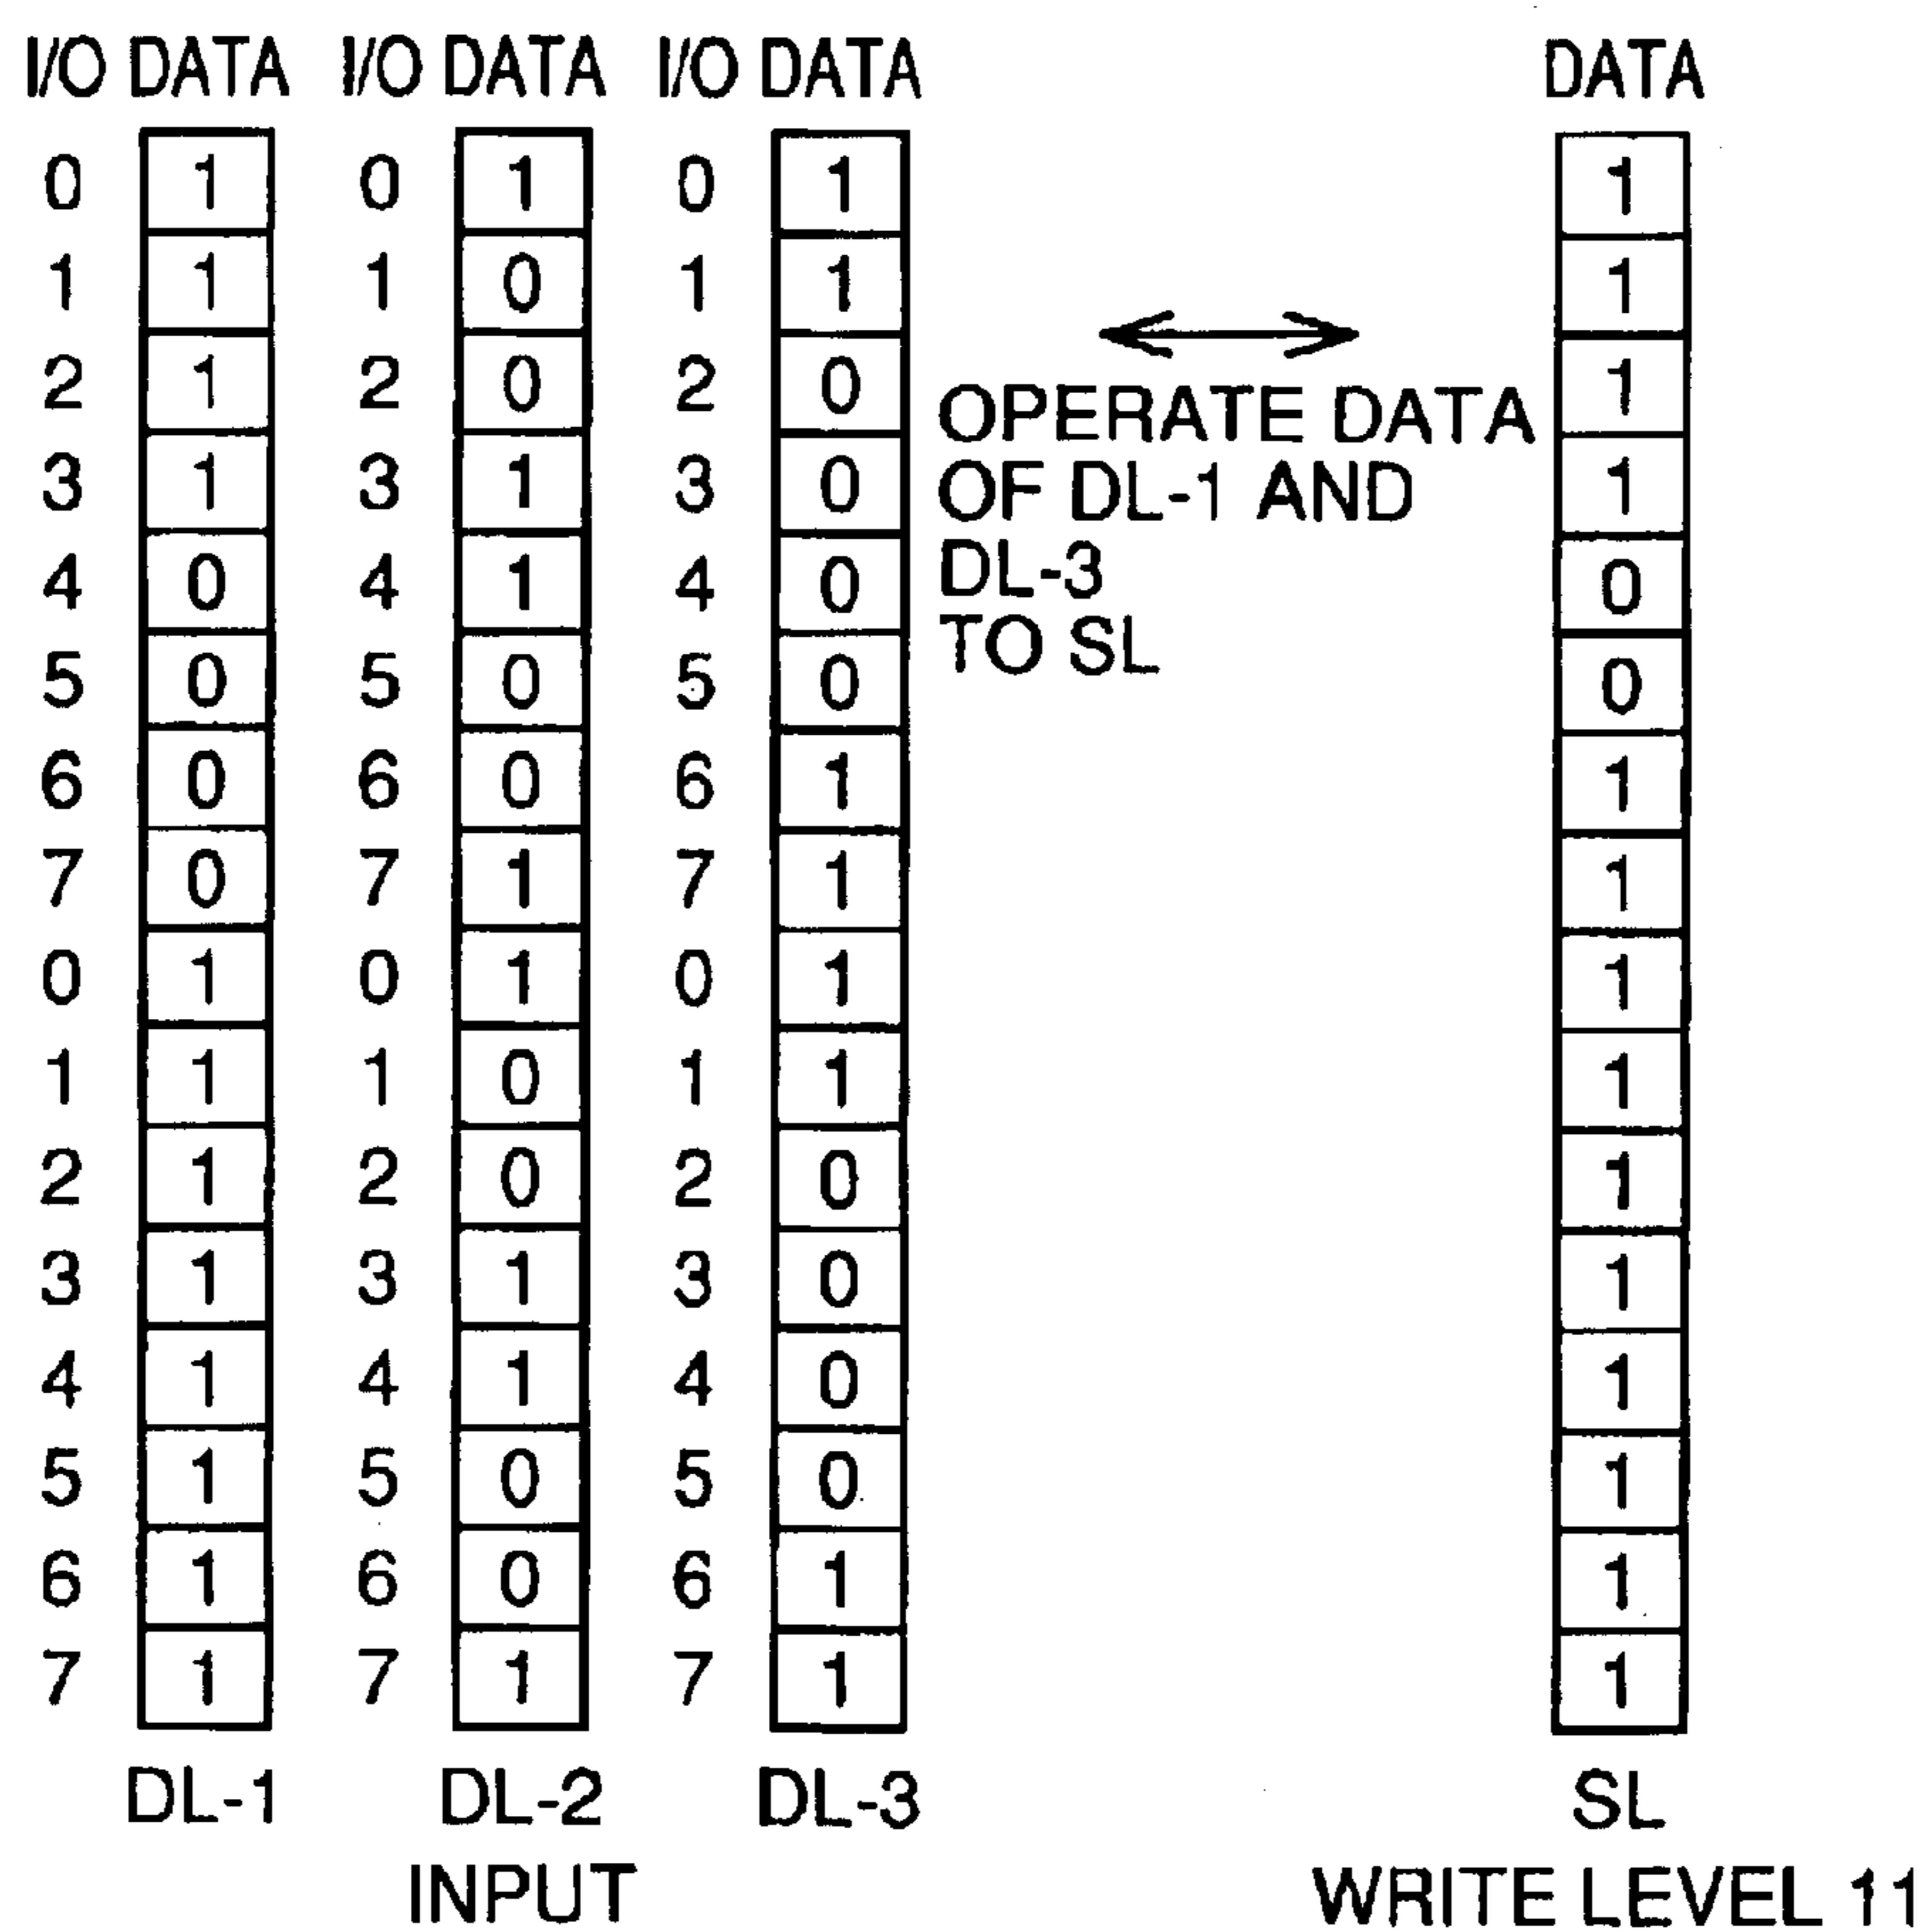 I/O DATA I/O DATA I/O DATA DATA
0 1 0 1 0 1 1
1 1 1 0 1 1 1
2 1 2 0 2 0 1
3 1 3 1 3 0 1
4 0 4 1 4 0 0
5 0 5 0 5 0 0
6 0 6 0 6 1 1
7 0 7 1 7 1 1
0 1 0 1 0 1 1
1 1 1 0 1 1 1
2 1 2 0 2 0 1
3 1 3 1 3 0 1
4 1 4 1 4 0 1
5 1 5 0 5 0 1
6 1 6 0 6 1 1
7 1 7 1 7 1 1
OPERATE DATA
OF DL-1 AND
DL-3
TO SL
DL-1 DL-2 DL-3 SL
INPUT WRITE LEVEL 11